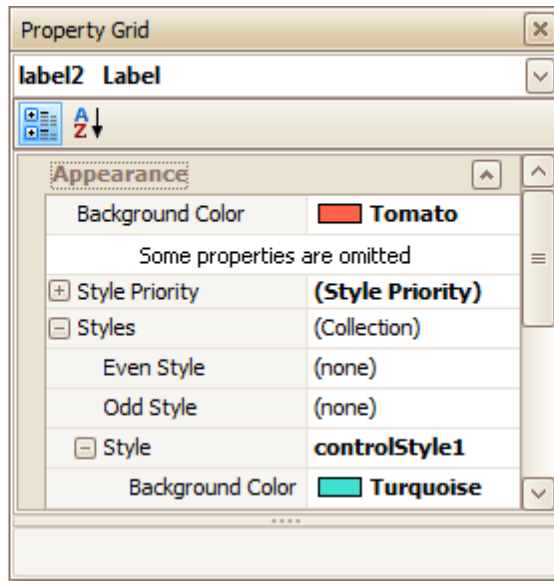 Property Grid
label2 Label
A
Z
Appearance
Background Color Tomato
Some properties are omitted
Style Priority (Style Priority)
Styles (Collection)
Even Style (none)
Odd Style (none)
Style controlStyle1
Background Color Turquoise